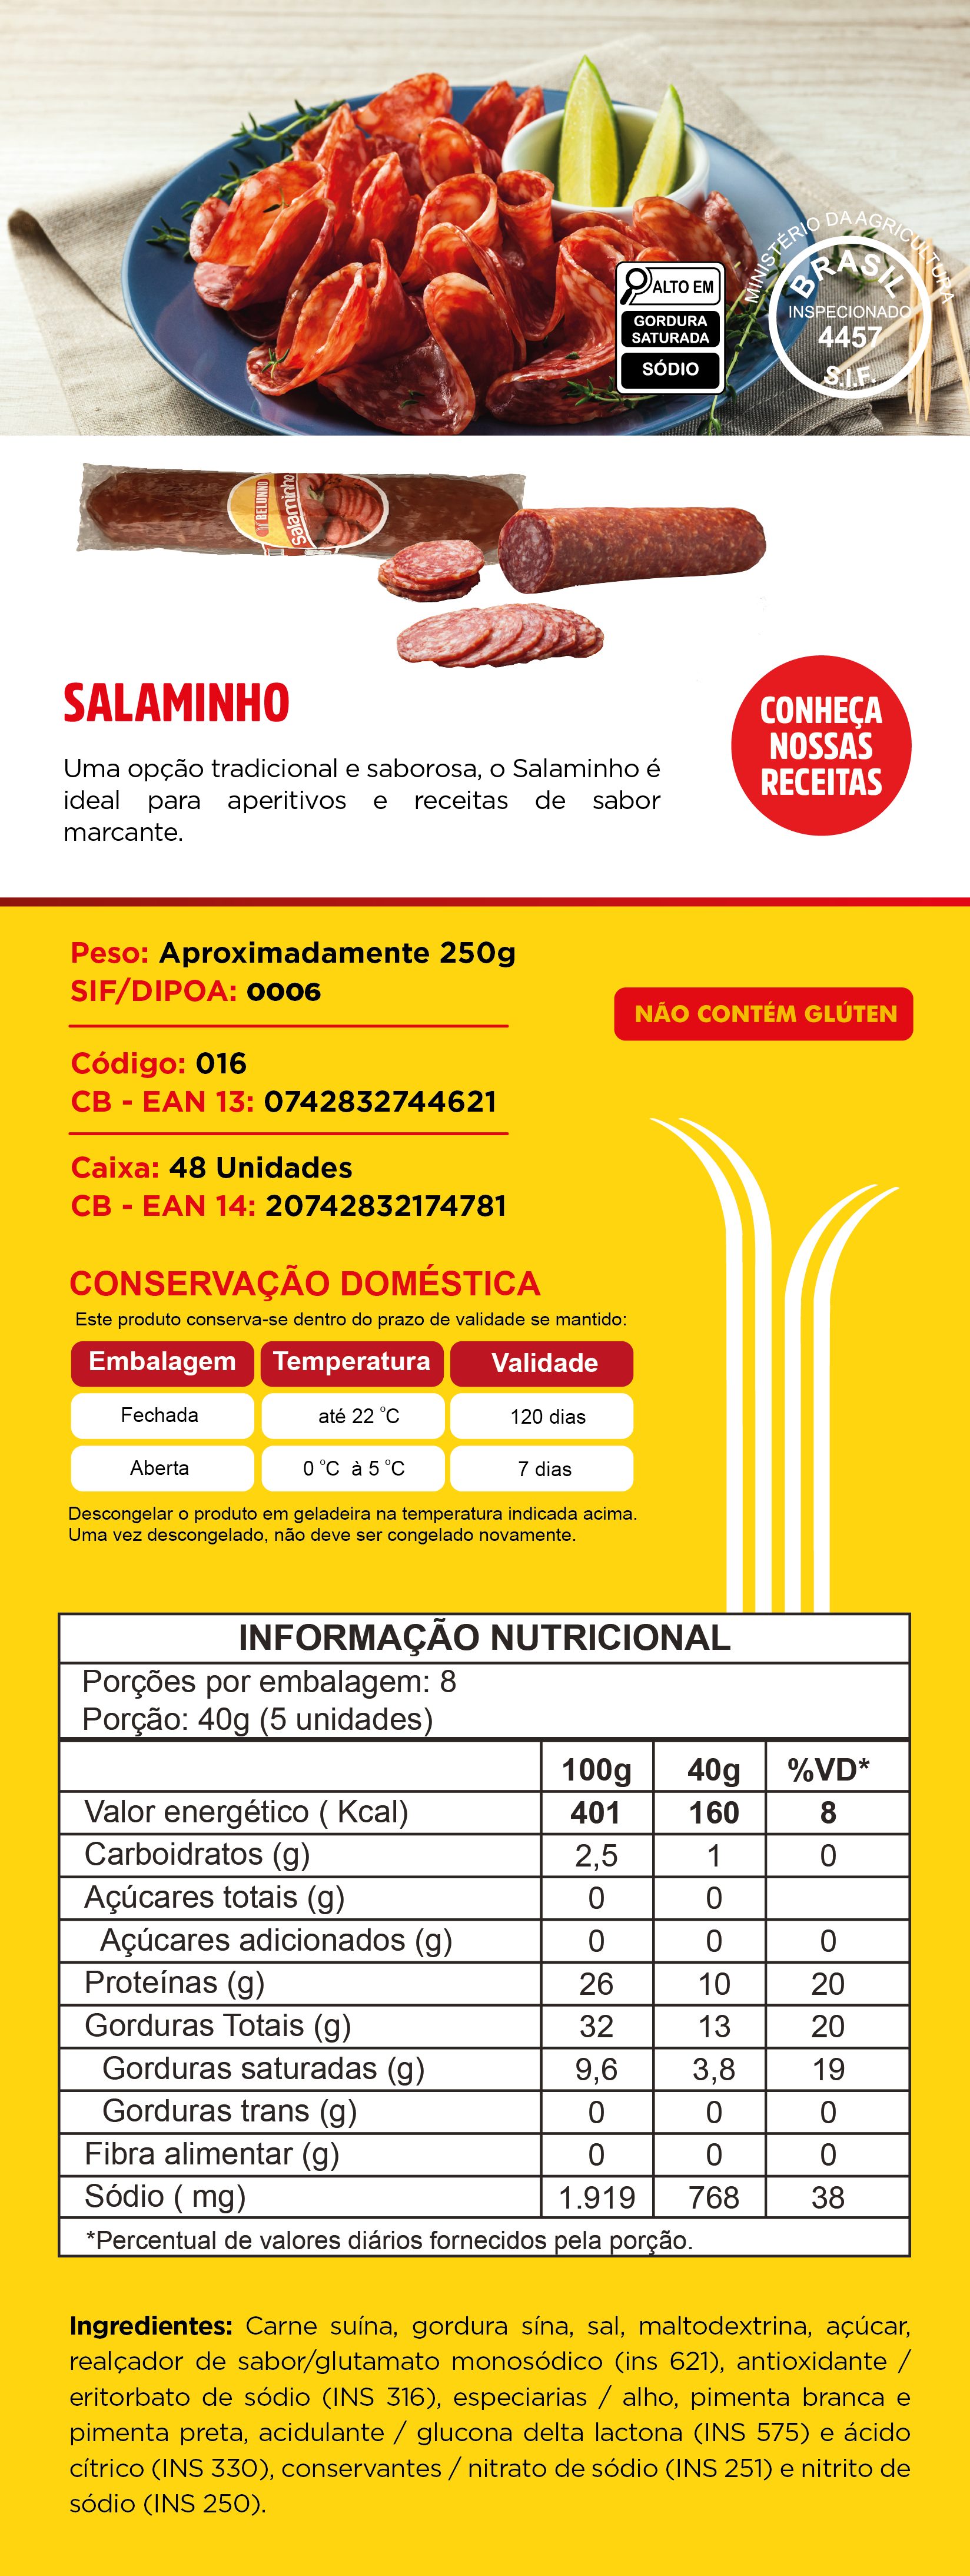 ALTO EM
GORDURA
SATURADA
SÓDIO
MINISTÉRIO DA AGRICULTURA
BRASIL
INSPECIONADO
4457
S.I.F.
BELUNNO
Salaminho
SALAMINHO
Uma opção tradicional e saborosa, o Salaminho é
ideal para aperitivos e receitas de sabor
marcante.
CONHEÇA
NOSSAS
RECEITAS
Peso: Aproximadamente 250g
SIF/DIPOA: 0006
NÃO CONTÉM GLÚTEN
Código: 016
CB - EAN 13: 0742832744621
Caixa: 48 Unidades
CB - EAN 14: 20742832174781
CONSERVAÇÃO DOMÉSTICA
Este produto conserva-se dentro do prazo de validade se mantido:
Embalagem Temperatura Validade
Fechada até 22 °C 120 dias
Aberta 0 °C à 5 °C 7 dias
Descongelar o produto em geladeira na temperatura indicada acima.
Uma vez descongelado, não deve ser congelado novamente.
INFORMAÇÃO NUTRICIONAL
Porções por embalagem: 8
Porção: 40g (5 unidades)
100g 40g %VD*
Valor energético ( Kcal) 401 160 8
Carboidratos (g) 2,5 1 0
Açúcares totais (g) 0 0
Açúcares adicionados (g) 0 0 0
Proteínas (g) 26 10 20
Gorduras Totais (g) 32 13 20
Gorduras saturadas (g) 9,6 3,8 19
Gorduras trans (g) 0 0 0
Fibra alimentar (g) 0 0 0
Sódio ( mg) 1.919 768 38
*Percentual de valores diários fornecidos pela porção.
Ingredientes: Carne suína, gordura sína, sal, maltodextrina, açúcar,
realçador de sabor/glutamato monosódico (ins 621), antioxidante /
eritorbato de sódio (INS 316), especiarias / alho, pimenta branca e
pimenta preta, acidulante / glucona delta lactona (INS 575) e ácido
cítrico (INS 330), conservantes / nitrato de sódio (INS 251) e nitrito de
sódio (INS 250).